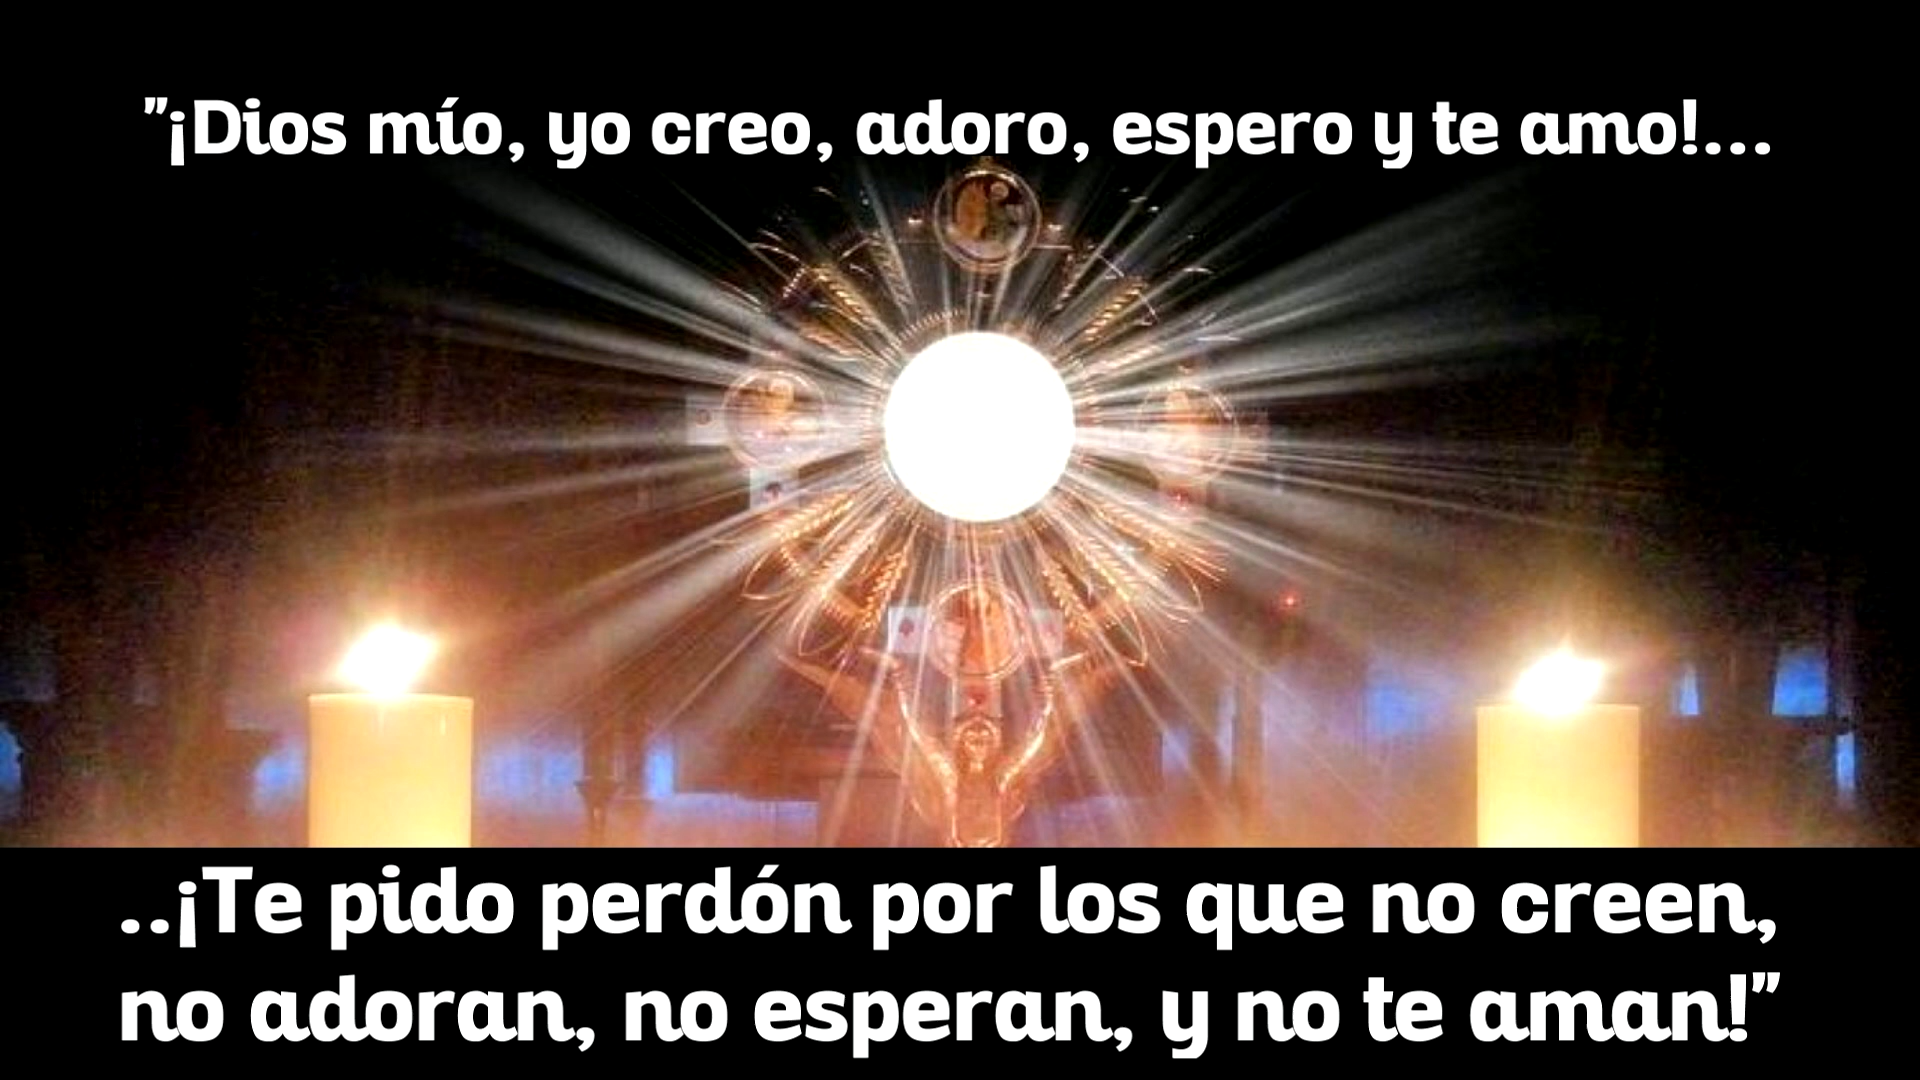 "¡Dios mío, yo creo, adoro, espero y te amo!...
..¡Te pido perdón por los que no creen,
no adoran, no esperan, y no te aman!"